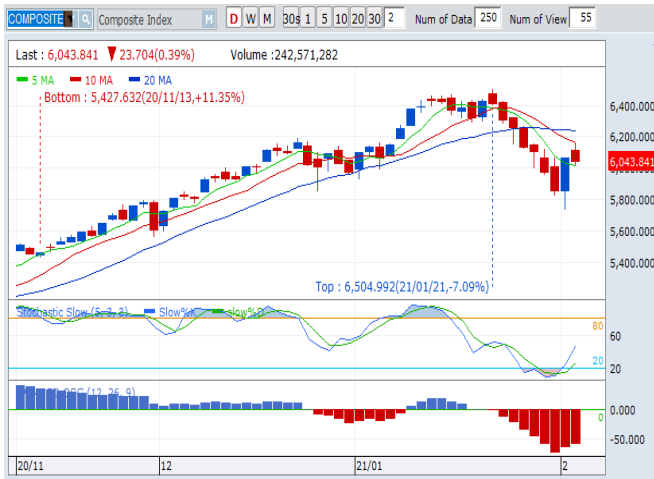 COMPOSITE Composite Index M D W M 30s 1 5 10 20 30 2 Num of Data 250 Num of View 55
Last : 6,043.841 ▼ 23.704(0.39%) Volume :242,571,282
5 MA 10 MA 20 MA
Bottom : 5,427.632(20/11/13,+11.35%)
6,400.000
6,200.000
6,043.841
5,800.000
5,600.000
5,400.000
Top : 6,504.992(21/01/21,-7.09%)
Stochastic Slow (5, 3, 3) Slow% slow%
80
60
20
20
OSC(12, 26, 9)
0.000
0
-50.000
20/11 12 21/01 2